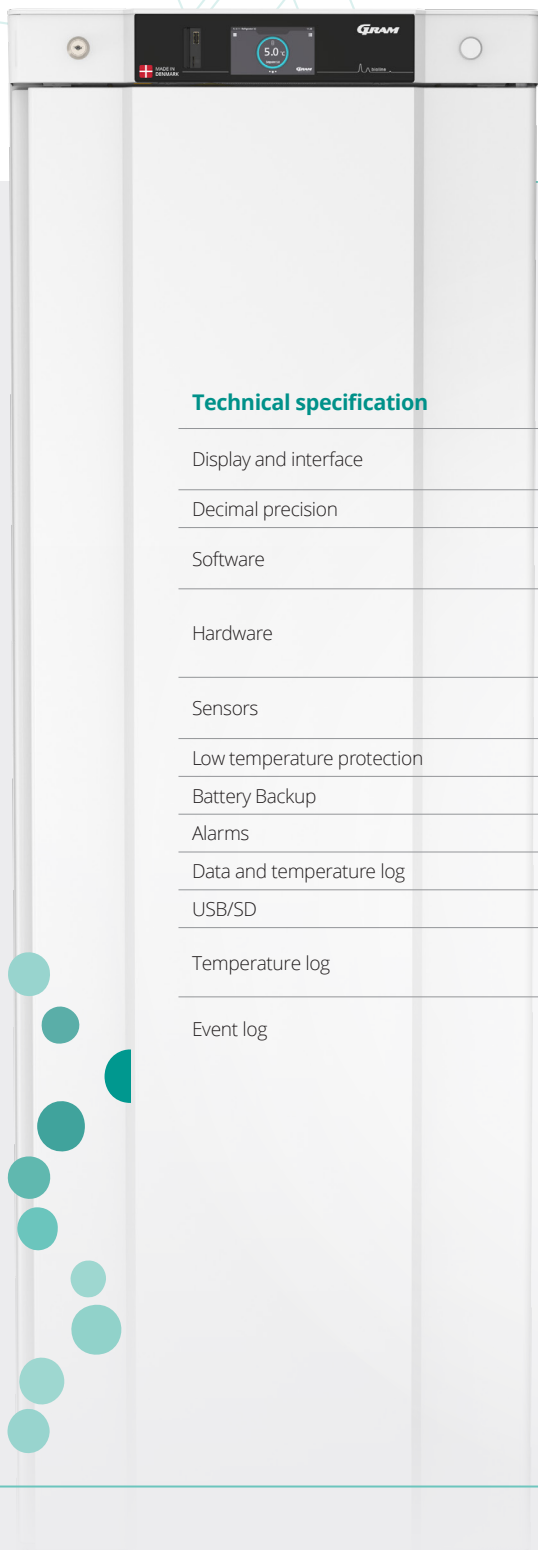 GRAM
5.0 °C
MADE IN
DENMARK
Technical specification
Display and interface
Decimal precision
Software
Hardware
Sensors
Low temperature protection
Battery Backup
Alarms
Data and temperature log
USB/SD
Temperature log
Event log